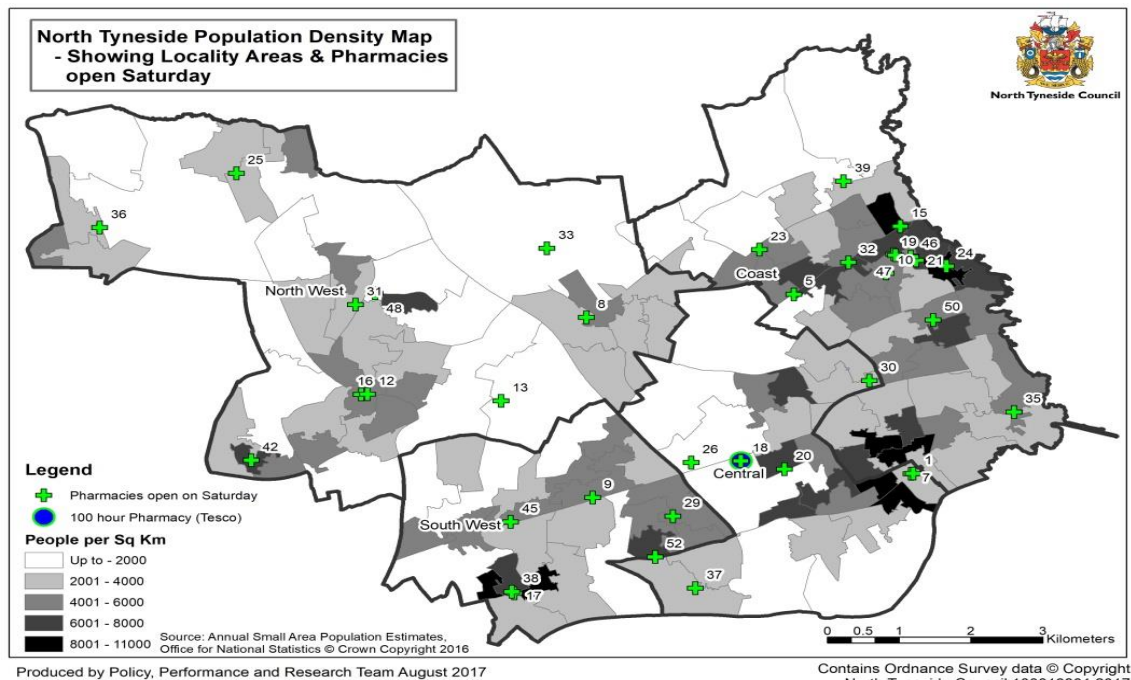 North Tyneside Population Density Map
- Showing Locality Areas & Pharmacies
open Saturday
North Tyneside Council
39
25
15
36
23
19 46
33
32
24
10 21
Coast
47
North West
31
5
48
8
50
30
16 12
13
35
42
18
26
20
1
Central
7
9
45
29
South West
52
38
37
17
Legend
Pharmacies open on Saturday
100 hour Pharmacy (Tesco)
People per Sq Km
Up to - 2000
2001 - 4000
4001 - 6000
6001 - 8000
8001 - 11000
Source: Annual Small Area Population Estimates,
Office for National Statistics © Crown Copyright 2016
0 0.5 1 2 3
Kilometers
Produced by Policy, Performance and Research Team August 2017
Contains Ordnance Survey data © Copyright